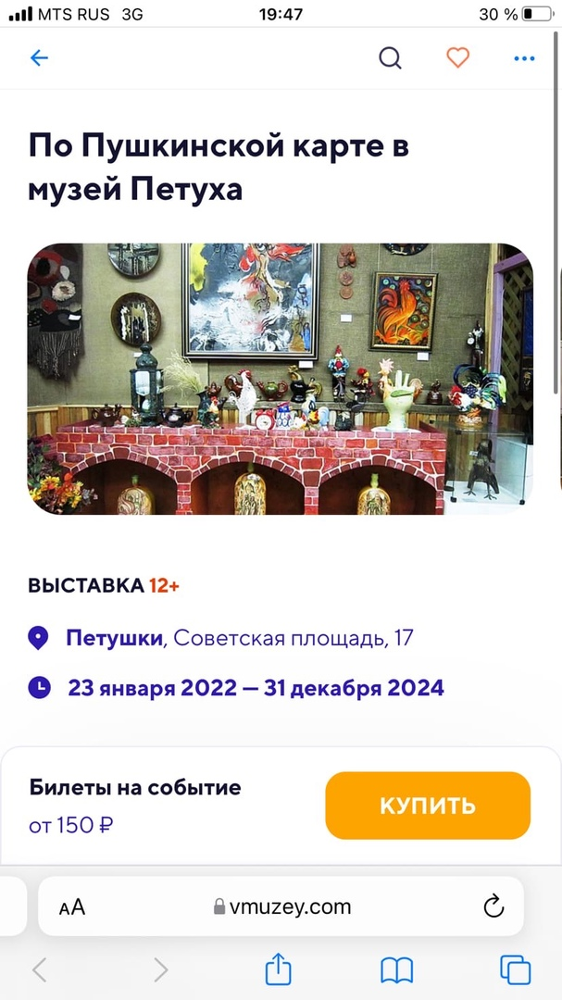 MTS RUS 3G 19:47 30 %
По Пушкинской карте в
музей Петуха
ВЫСТАВКА 12+
Петушки, Советская площадь, 17
23 января 2022 — 31 декабря 2024
Билеты на событие
от 150 ₽
КУПИТЬ
AA vmuzey.com